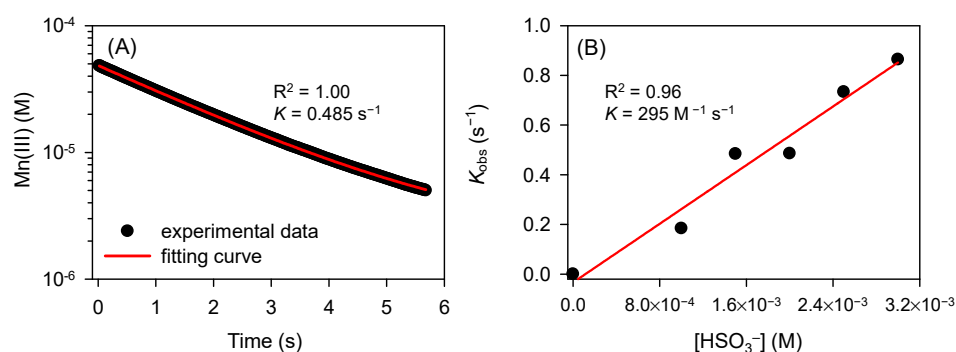 (A)
10⁻⁴
10⁻⁵
10⁻⁶
Mn(III) (M)
R² = 1.00
K = 0.485 s⁻¹
experimental data
fitting curve
0 1 2 3 4 5 6
Time (s)
(B)
1.0
0.8
0.6
0.4
0.2
0.0
K_obs (s⁻¹)
R² = 0.96
K = 295 M⁻¹ s⁻¹
0.0 8.0×10⁻⁴ 1.6×10⁻³ 2.4×10⁻³ 3.2×10⁻³
[HSO₃⁻] (M)